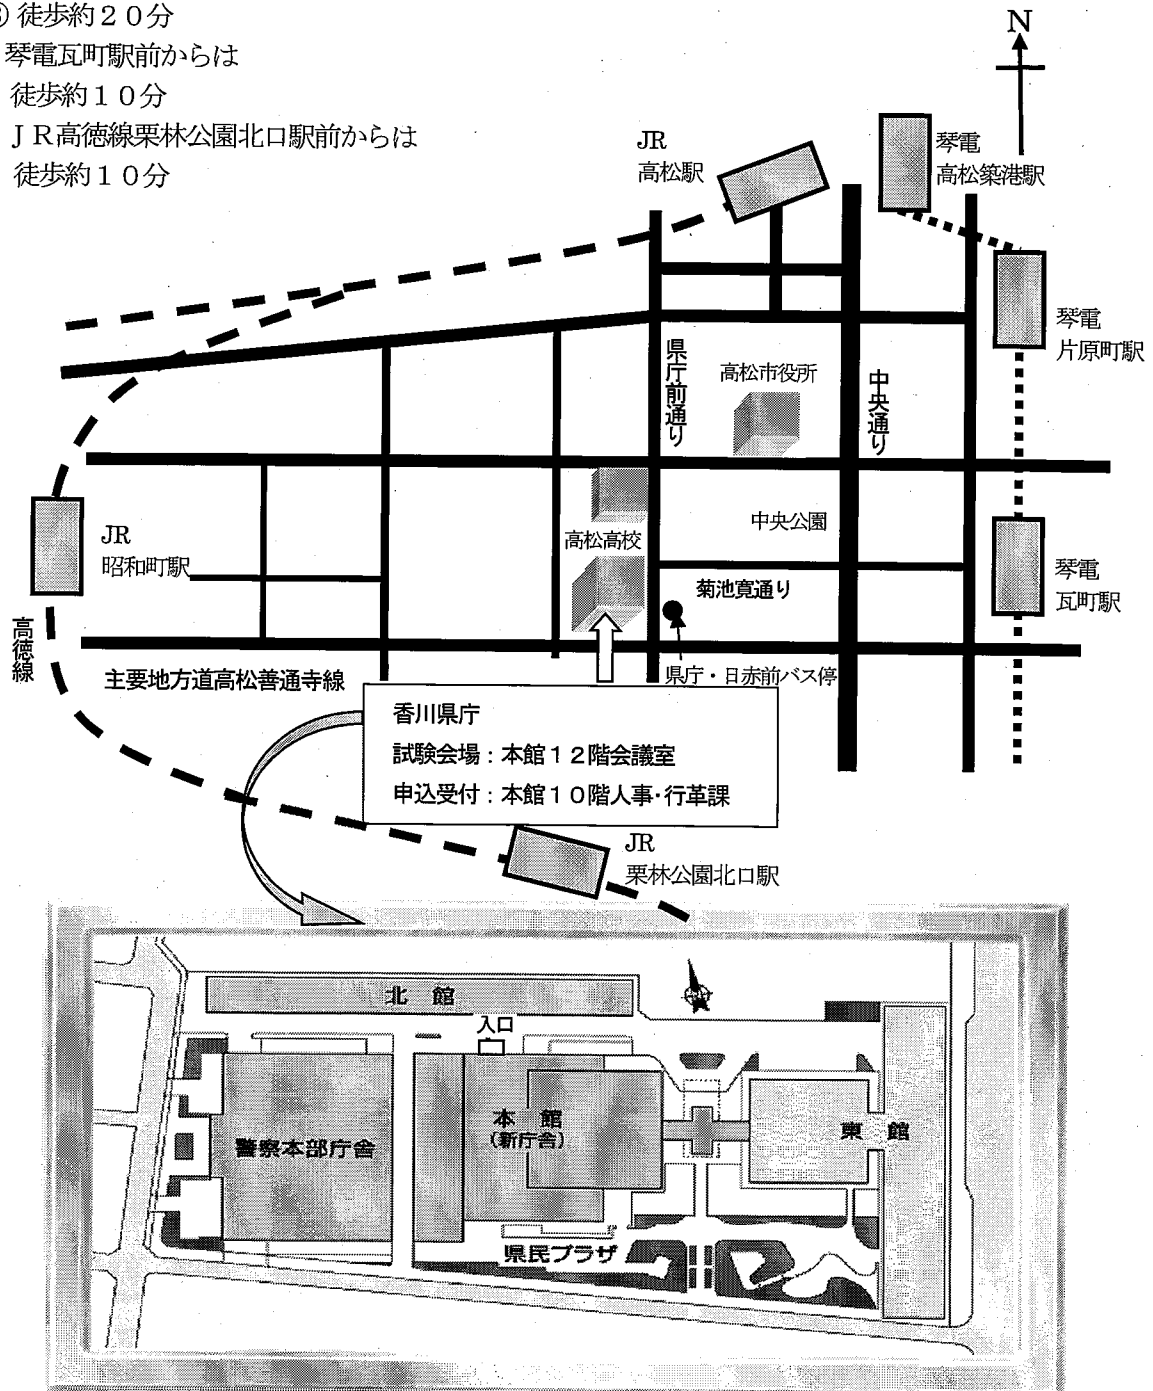 徒歩約２０分
琴電瓦町駅前からは
徒歩約１０分
ＪＲ高徳線栗林公園北口駅前からは
徒歩約１０分
N
JR
高松駅
琴電
高松築港駅
琴電
片原町駅
県庁前通り
高松市役所
中央通り
JR
昭和町駅
高松高校
中央公園
菊池寛通り
琴電
瓦町駅
高徳線
主要地方道高松善通寺線
県庁・日赤前バス停
香川県庁
試験会場：本館１２階会議室
申込受付：本館１０階人事・行革課
JR
栗林公園北口駅
北館
入口
本館
(新庁舎)
警察本部庁舎
東館
県民プラザ